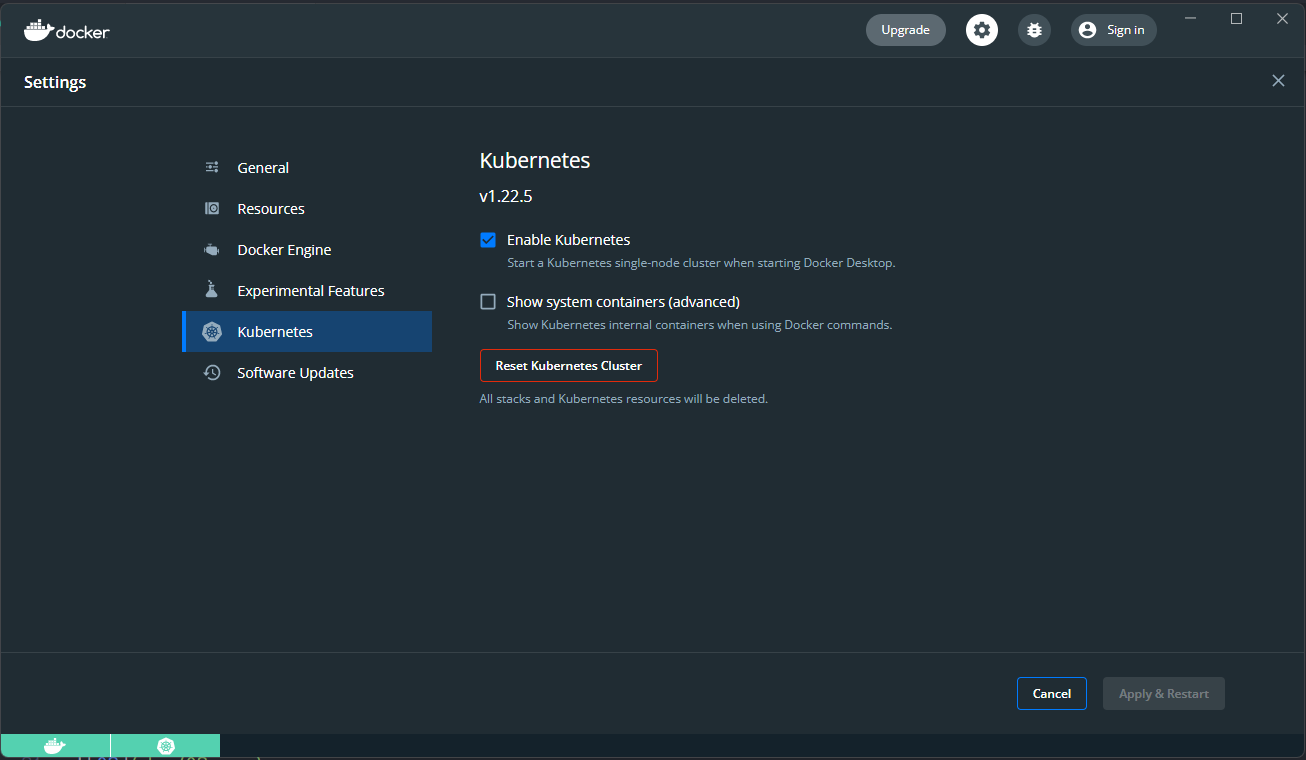 docker
Upgrade
Sign in
Settings
General
Resources
Docker Engine
Experimental Features
Kubernetes
Software Updates
Kubernetes
v1.22.5
Enable Kubernetes
Start a Kubernetes single-node cluster when starting Docker Desktop.
Show system containers (advanced)
Show Kubernetes internal containers when using Docker commands.
Reset Kubernetes Cluster
All stacks and Kubernetes resources will be deleted.
Cancel
Apply & Restart